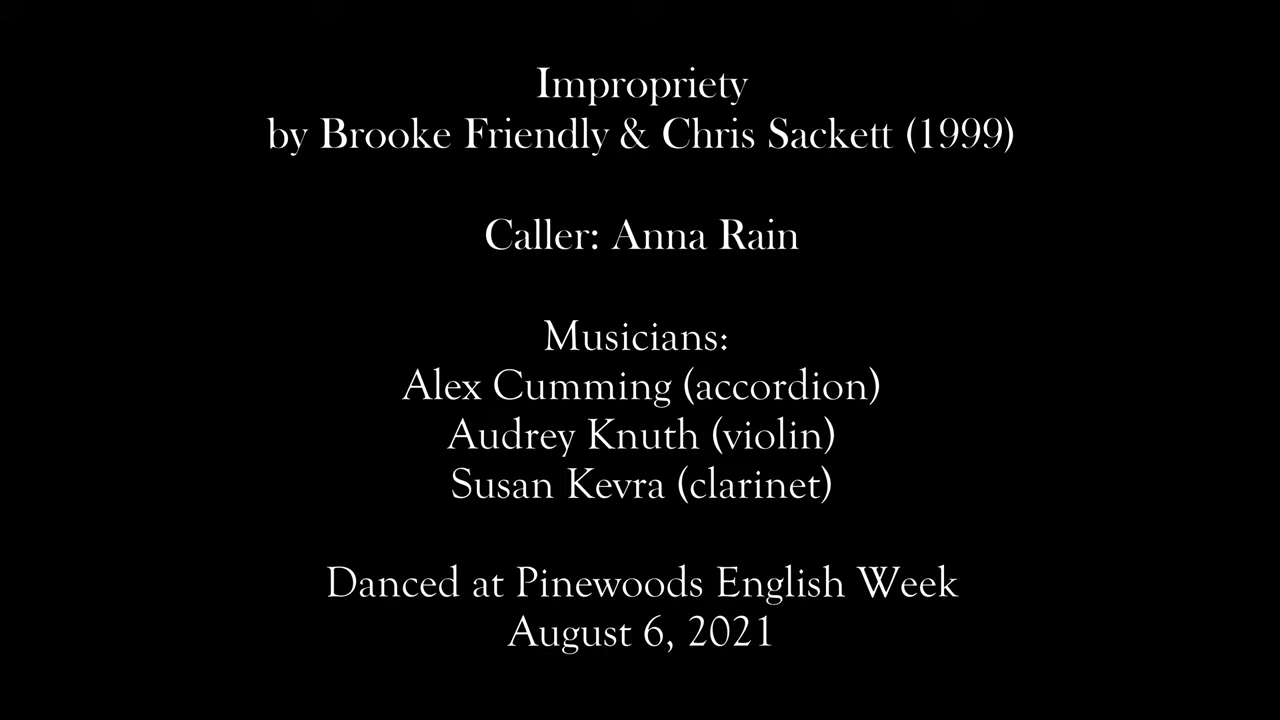 Impropriety
by Brooke Friendly & Chris Sackett (1999)
Caller: Anna Rain
Musicians:
Alex Cumming (accordion)
Audrey Knuth (violin)
Susan Kevra (clarinet)
Danced at Pinewoods English Week
August 6, 2021